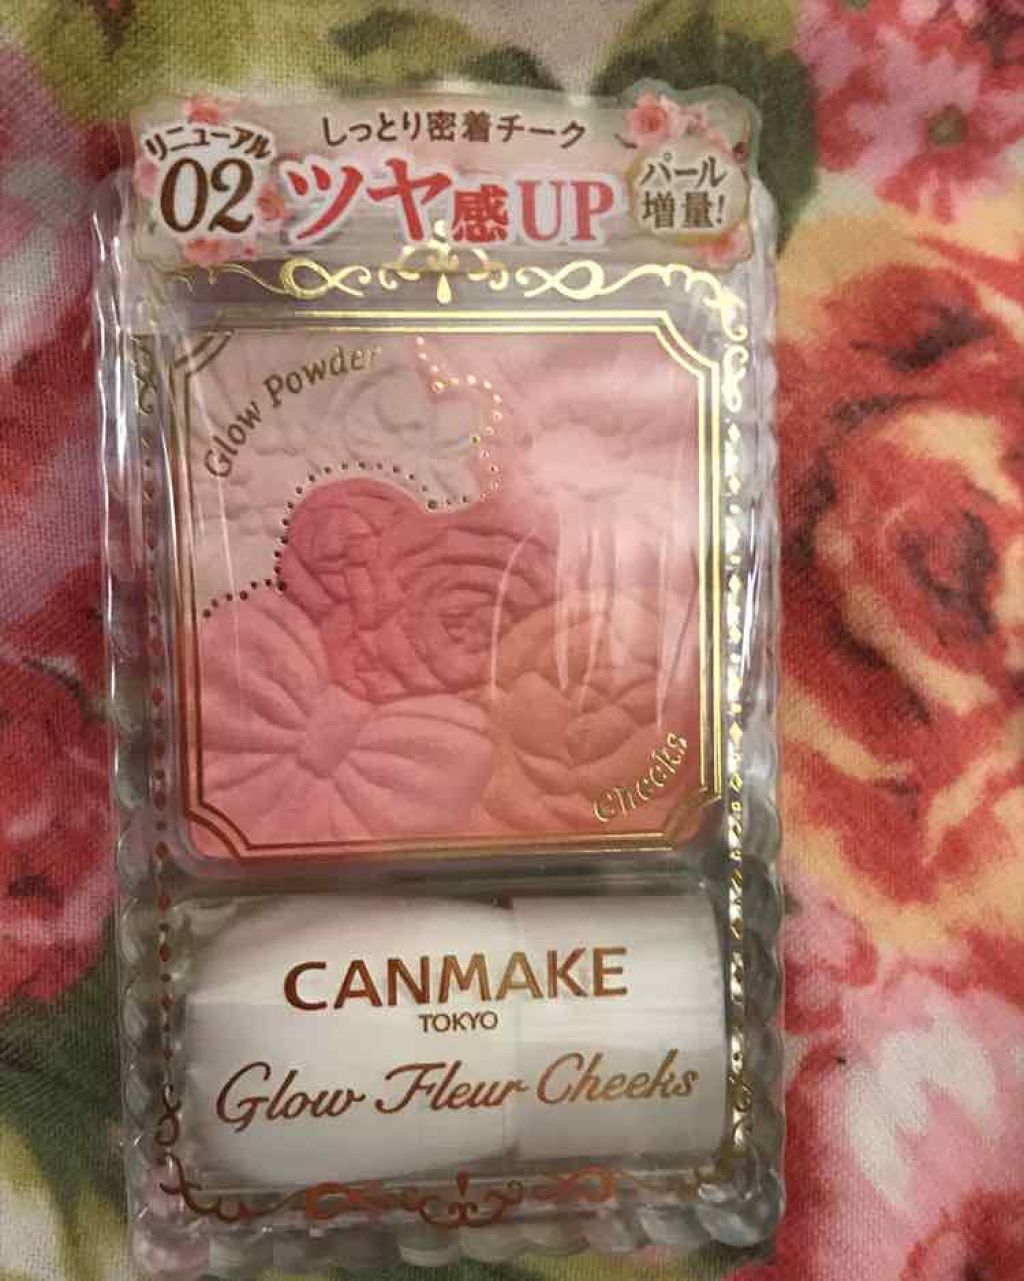 しっとり密着チーク
リニューアル
02
ツヤ感UP
パール
増量!
Glow Powder
Cheeks
CANMAKE
TOKYO
Glow Fleur Cheeks